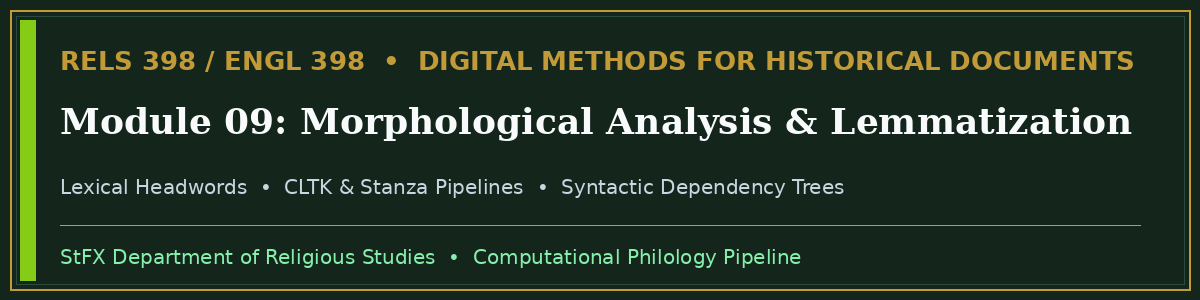 RELS 398 / ENGL 398 • DIGITAL METHODS FOR HISTORICAL DOCUMENTS
Module 09: Morphological Analysis & Lemmatization
Lexical Headwords • CLTK & Stanza Pipelines • Syntactic Dependency Trees
StFX Department of Religious Studies • Computational Philology Pipeline